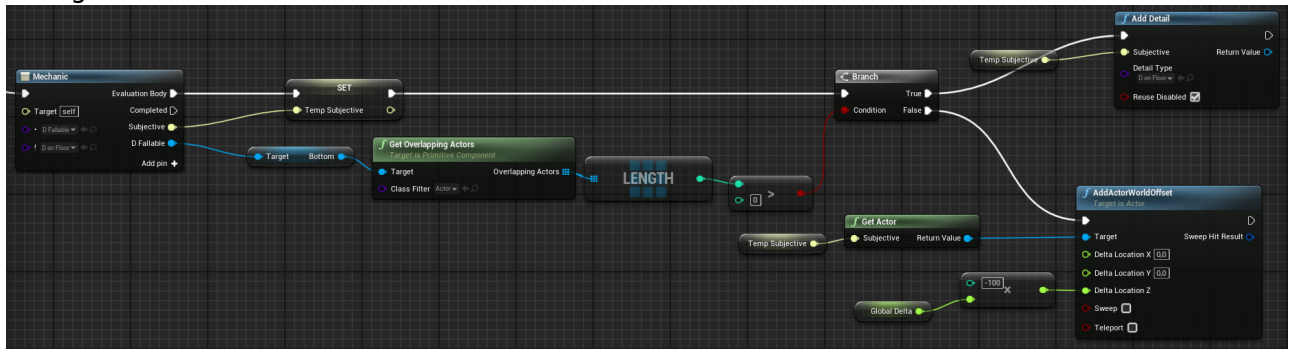 Mechanic
Evaluation Body
Target self
Completed
Subjective
· D Fallable
D Fallable
! D on Floor
Add pin +
SET
Temp Subjective
Target Bottom
f Get Overlapping Actors
Target is Primitive Component
Target
Overlapping Actors
Class Filter Actor
LENGTH
0 >
Branch
True
Condition
False
Temp Subjective
f Add Detail
Subjective
Return Value
Detail Type
D on Floor
Reuse Disabled
Temp Subjective
f Get Actor
Subjective
Return Value
-100 x
Global Delta
f AddActorWorldOffset
Target is Actor
Target
Sweep Hit Result
Delta Location X 0,0
Delta Location Y 0,0
Delta Location Z
Sweep
Teleport